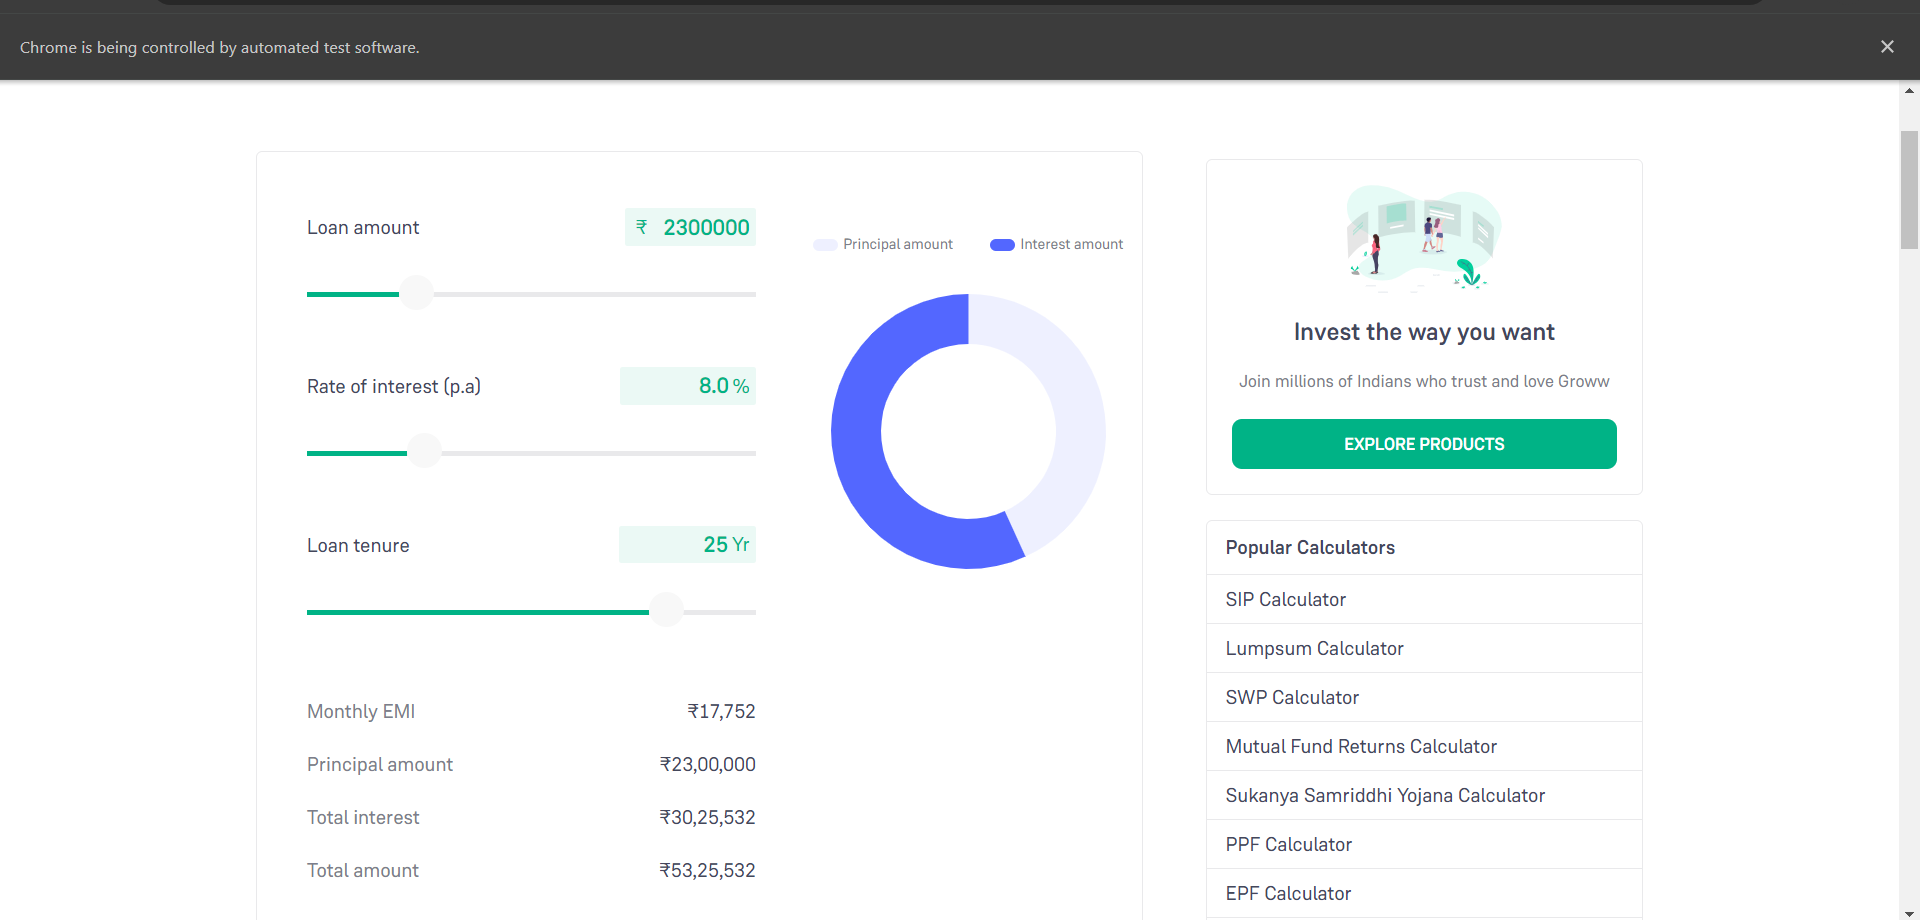 Chrome is being controlled by automated test software.
Loan amount
₹ 2300000
Rate of interest (p.a)
8.0 %
Loan tenure
25 Yr
Monthly EMI
₹17,752
Principal amount
₹23,00,000
Total interest
₹30,25,532
Total amount
₹53,25,532
Principal amount
Interest amount
Invest the way you want
Join millions of Indians who trust and love Groww
EXPLORE PRODUCTS
Popular Calculators
SIP Calculator
Lumpsum Calculator
SWP Calculator
Mutual Fund Returns Calculator
Sukanya Samriddhi Yojana Calculator
PPF Calculator
EPF Calculator